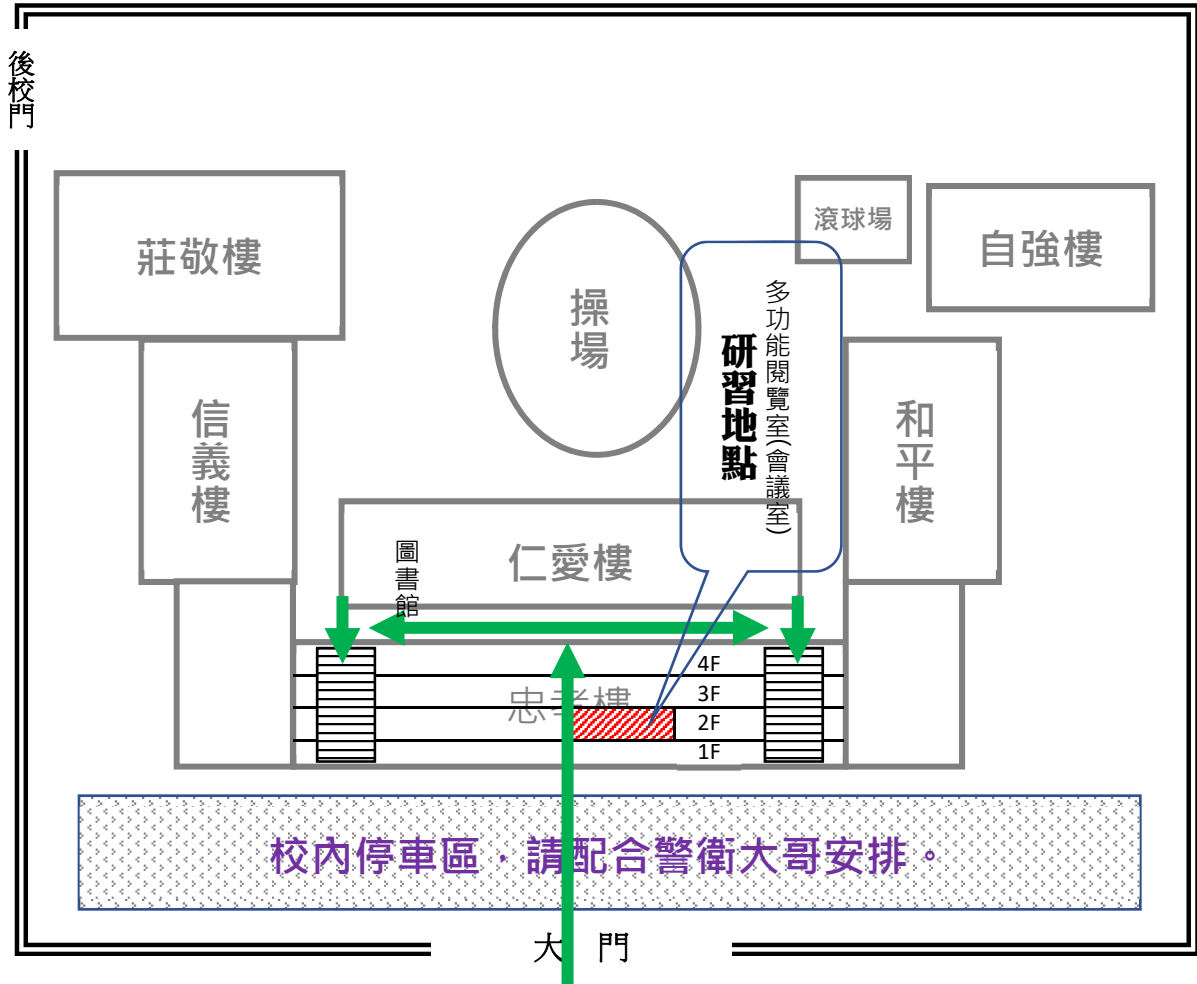 後校門
莊敬樓
操場
滾球場
自強樓
多功能閱覽室(會議室)
研習地點
信義樓
和平樓
圖書館
仁愛樓
4F
3F
忠孝樓
2F
1F
校內停車區，請配合警衛大哥安排。
大門